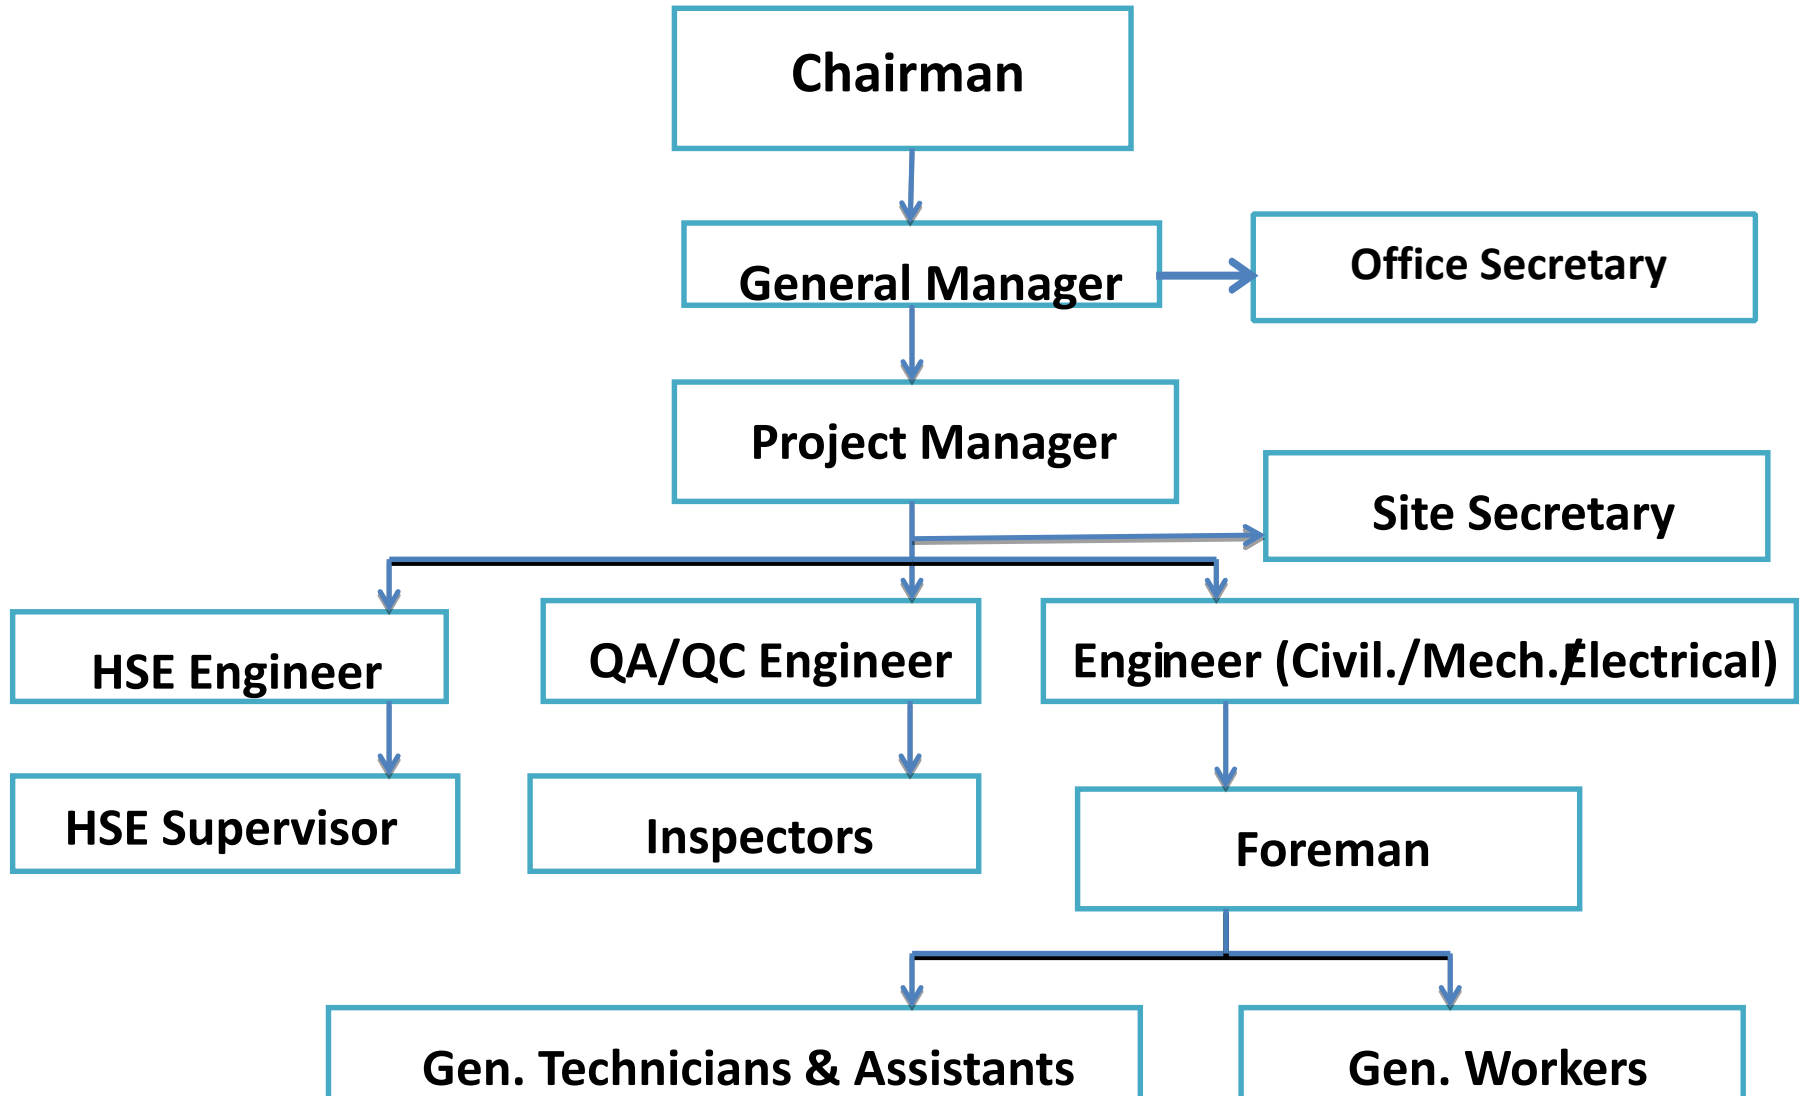 Chairman
General Manager
Office Secretary
Project Manager
Site Secretary
HSE Engineer
QA/QC Engineer
Engineer (Civil./Mech./Electrical)
HSE Supervisor
Inspectors
Foreman
Gen. Technicians & Assistants
Gen. Workers